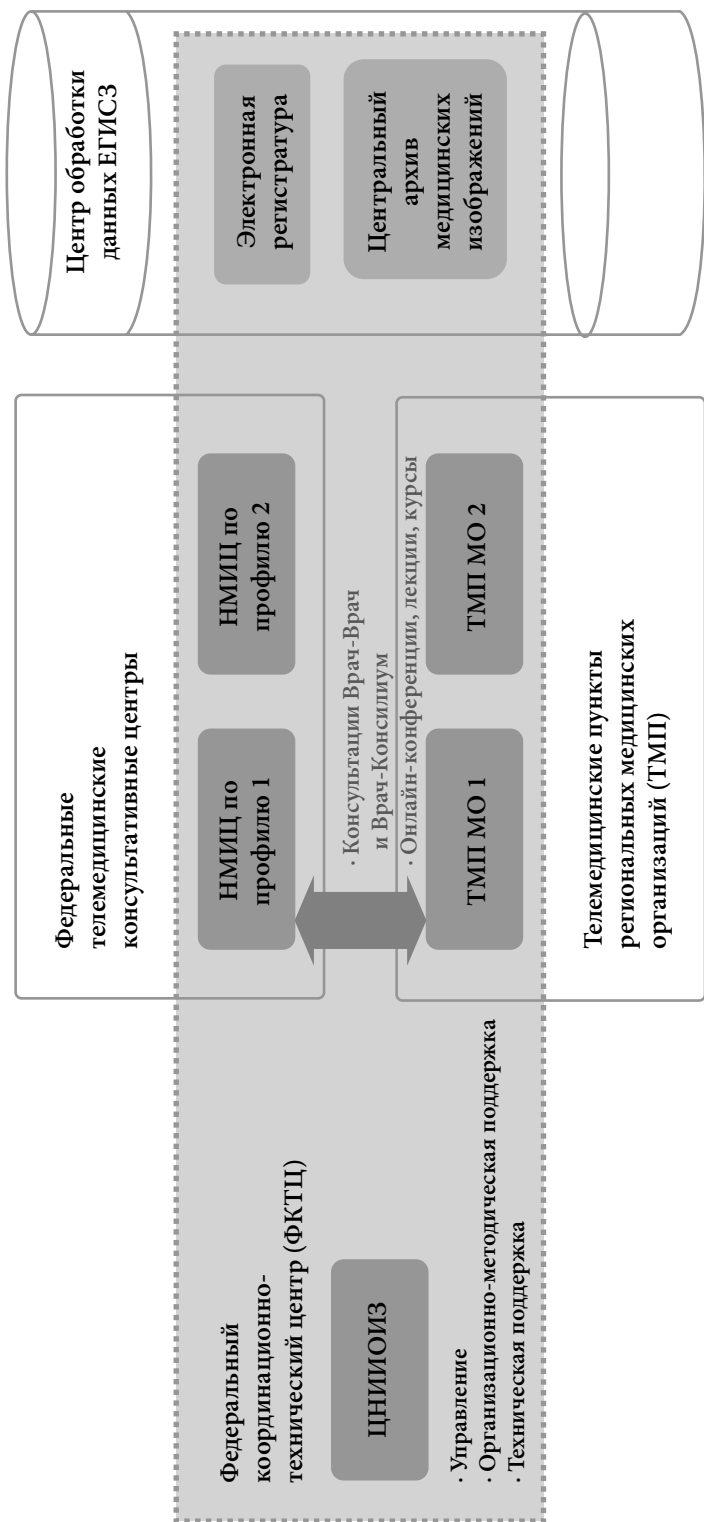 Федеральный
координационно-
технический центр (ФКТЦ)
ЦНИИОИЗ
· Управление
· Организационно-методическая поддержка
· Техническая поддержка
Федеральные
телемедицинские
консультативные центры
НМИЦ по
профилю 1
НМИЦ по
профилю 2
· Консультации Врач-Врач
и Врач-Консилиум
· Онлайн-конференции, лекции, курсы
ТМП МО 1
ТМП МО 2
Телемедицинские пункты
региональных медицинских
организаций (ТМП)
Центр обработки
данных ЕГИСЗ
Электронная
регистратура
Центральный
архив
медицинских
изображений